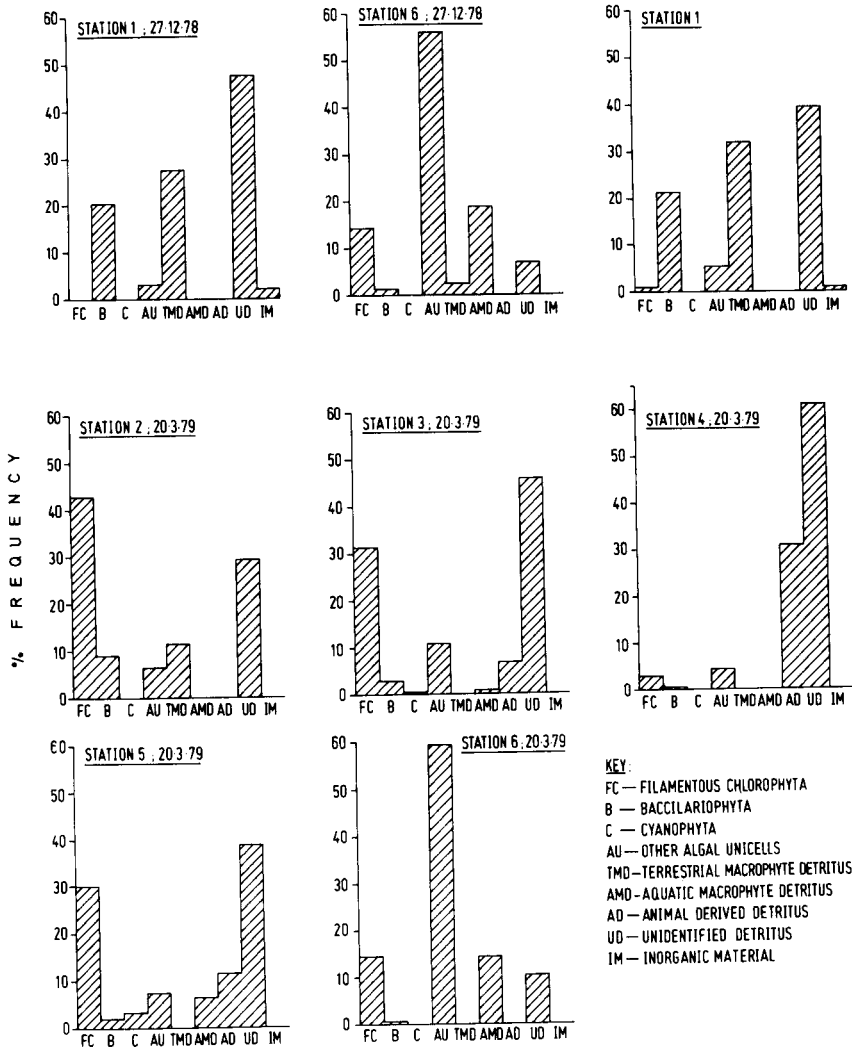 STATION 1 ; 27·12·78
60
50
40
30
20
10
0
FC B C AU TMD AMD AD UD IM
STATION 6 ; 27·12·78
60
50
40
30
20
10
0
FC B C AU TMD AMD AD UD IM
STATION 1
60
50
40
30
20
10
0
FC B C AU TMD AMD AD UD IM
% FREQUENCY
STATION 2 ; 20·3·79
60
50
40
30
20
10
0
FC B C AU TMD AMD AD UD IM
STATION 3 ; 20·3·79
60
50
40
30
20
10
0
FC B C AU TMD AMD AD UD IM
STATION 4 ; 20·3·79
60
50
40
30
20
10
0
FC B C AU TMD AMD AD UD IM
STATION 5 ; 20·3·79
60
50
40
30
20
10
0
FC B C AU TMD AMD AD UD IM
STATION 6 ; 20·3·79
60
50
40
30
20
10
0
FC B C AU TMD AMD AD UD IM
KEY:
FC — FILAMENTOUS CHLOROPHYTA
B — BACCILARIOPHYTA
C — CYANOPHYTA
AU — OTHER ALGAL UNICELLS
TMD — TERRESTRIAL MACROPHYTE DETRITUS
AMD - AQUATIC MACROPHYTE DETRITUS
AD — ANIMAL DERIVED DETRITUS
UD — UNIDENTIFIED DETRITUS
IM — INORGANIC MATERIAL